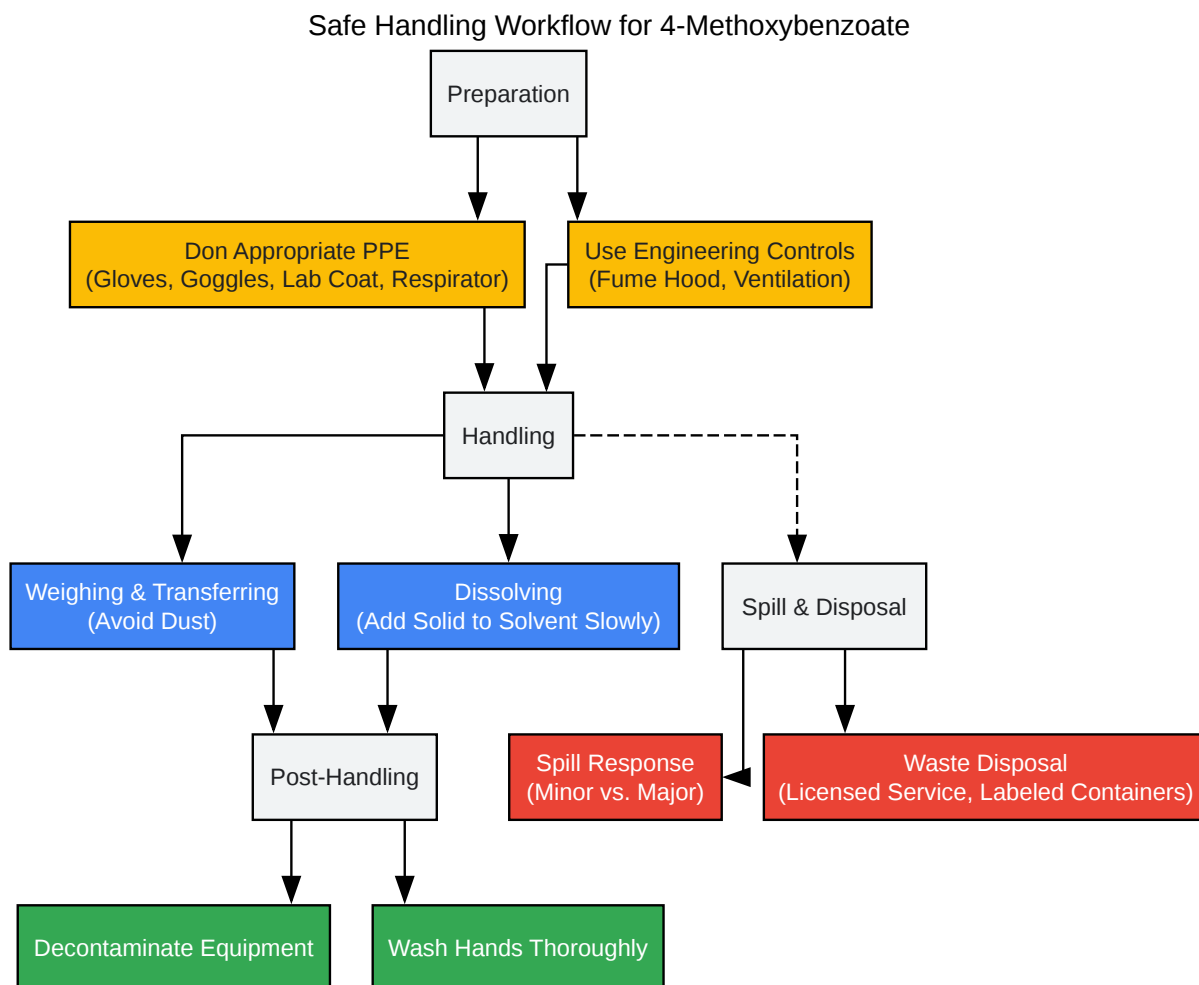 Safe Handling Workflow for 4-Methoxybenzoate
Preparation
Don Appropriate PPE
(Gloves, Goggles, Lab Coat, Respirator)
Use Engineering Controls
(Fume Hood, Ventilation)
Handling
Weighing & Transferring
(Avoid Dust)
Dissolving
(Add Solid to Solvent Slowly)
Spill & Disposal
Post-Handling
Spill Response
(Minor vs. Major)
Waste Disposal
(Licensed Service, Labeled Containers)
Decontaminate Equipment
Wash Hands Thoroughly